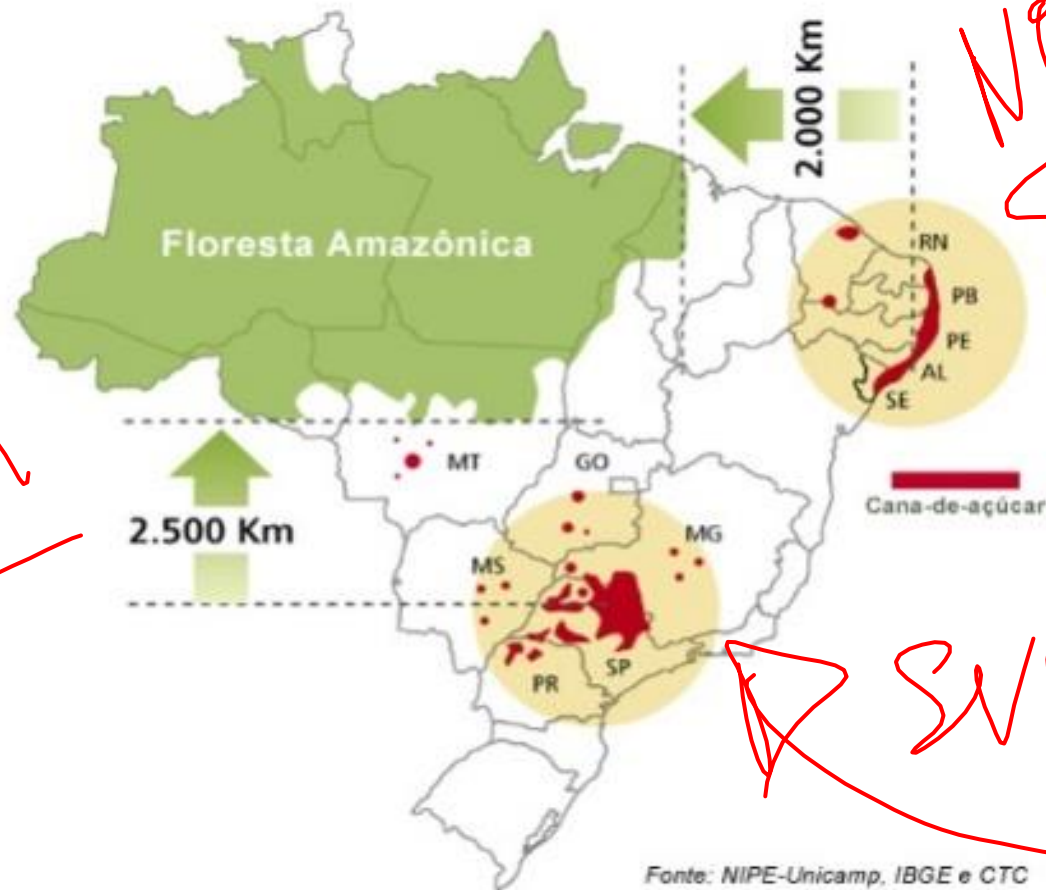 2.000 Km
Floresta Amazônica
RN
PB
PE
AL
SE
MT
GO
Cana-de-açúcar
2.500 Km
MG
MS
SP
PR
Fonte: NIPE-Unicamp, IBGE e CTC